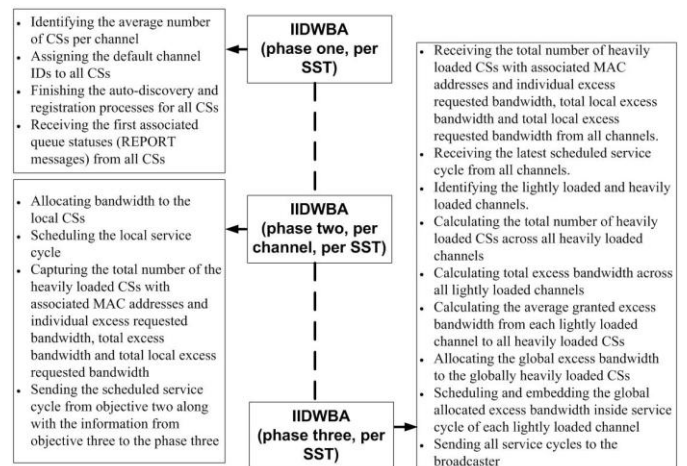 • Identifying the average number
of CSs per channel
• Assigning the default channel
IDs to all CSs
• Finishing the auto-discovery and
registration processes for all CSs
• Receiving the first associated
queue statuses (REPORT
messages) from all CSs
IIDWBA
(phase one, per
SST)
• Allocating bandwidth to the
local CSs
• Scheduling the local service
cycle
• Capturing the total number of the
heavily loaded CSs with
associated MAC addresses and
individual excess requested
bandwidth, total excess
bandwidth and total local excess
requested bandwidth
• Sending the scheduled service
cycle from objective two along
with the information from
objective three to the phase three
IIDWBA
(phase two, per
channel, per SST)
IIDWBA
(phase three, per
SST)
• Receiving the total number of heavily
loaded CSs with associated MAC
addresses and individual excess
requested bandwidth, total local excess
bandwidth and total local excess
requested bandwidth from all channels.
• Receiving the latest scheduled service
cycle from all channels.
• Identifying the lightly loaded and heavily
loaded channels.
• Calculating the total number of heavily
loaded CSs across all heavily loaded
channels
• Calculating total excess bandwidth across
all lightly loaded channels
• Calculating the average granted excess
bandwidth from each lightly loaded
channel to all heavily loaded CSs
• Allocating the global excess bandwidth
to the globally heavily loaded CSs
• Scheduling and embedding the global
allocated excess bandwidth inside service
cycle of each lightly loaded channel
• Sending all service cycles to the
broadcaster